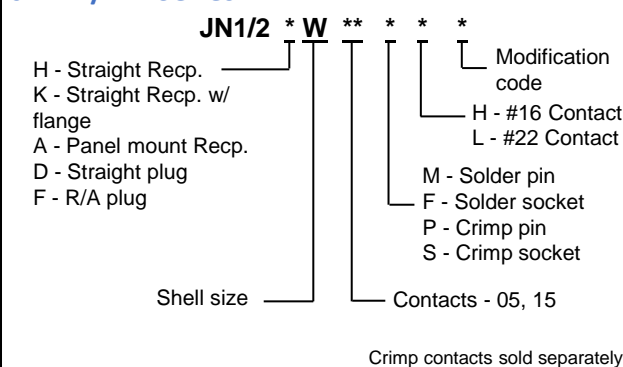 JN1/2 * W ** * * *
H - Straight Recp.
K - Straight Recp. w/
flange
A - Panel mount Recp.
D - Straight plug
F - R/A plug
Modification
code
H - #16 Contact
L - #22 Contact
M - Solder pin
F - Solder socket
P - Crimp pin
S - Crimp socket
Shell size
Contacts - 05, 15
Crimp contacts sold separately